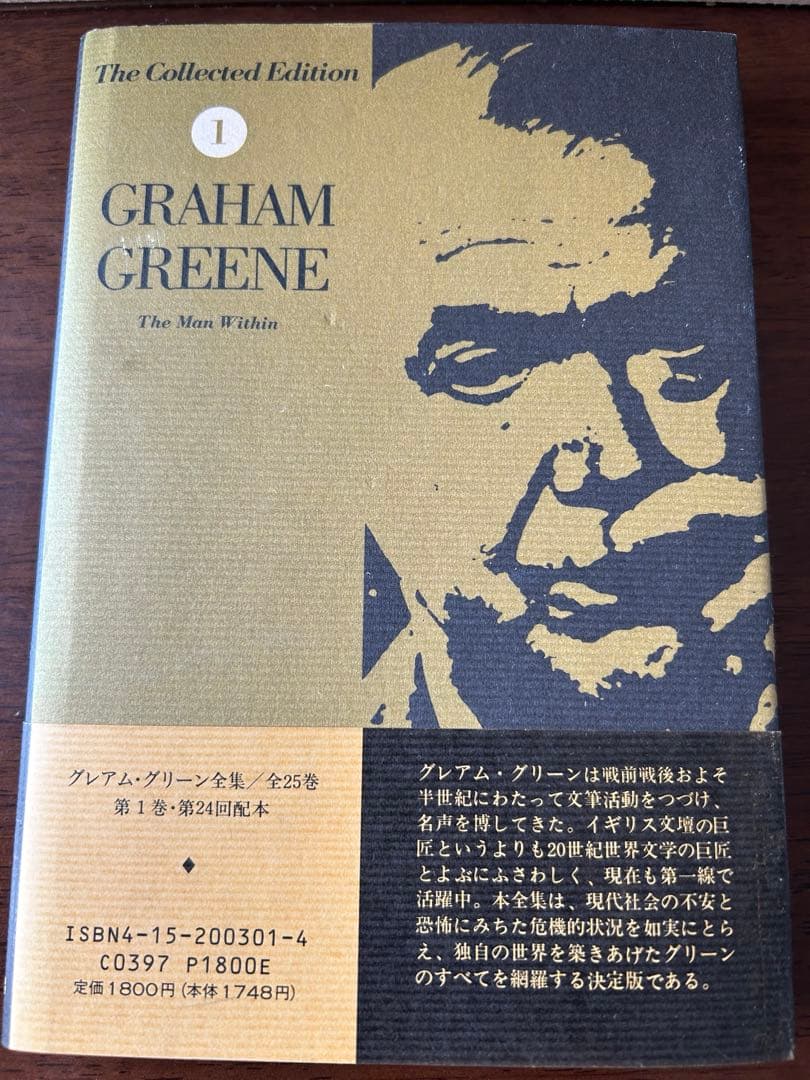 The Collected Edition
1
GRAHAM
GREENE
The Man Within
グレアム・グリーン全集／全25巻
第1巻・第24回配本
ISBN4-15-200301-4
C0397 P1800E
定価1800円(本体1748円)
グレアム・グリーンは戦前戦後およそ
半世紀にわたって文筆活動をつづけ、
名声を博してきた。イギリス文壇の巨
匠というよりも20世紀世界文学の巨匠
とよぶにふさわしく、現在も第一線で
活躍中。本全集は、現代社会の不安と
恐怖にみちた危機的状況を如実にとら
え、独自の世界を築きあげたグリーン
のすべてを網羅する決定版である。